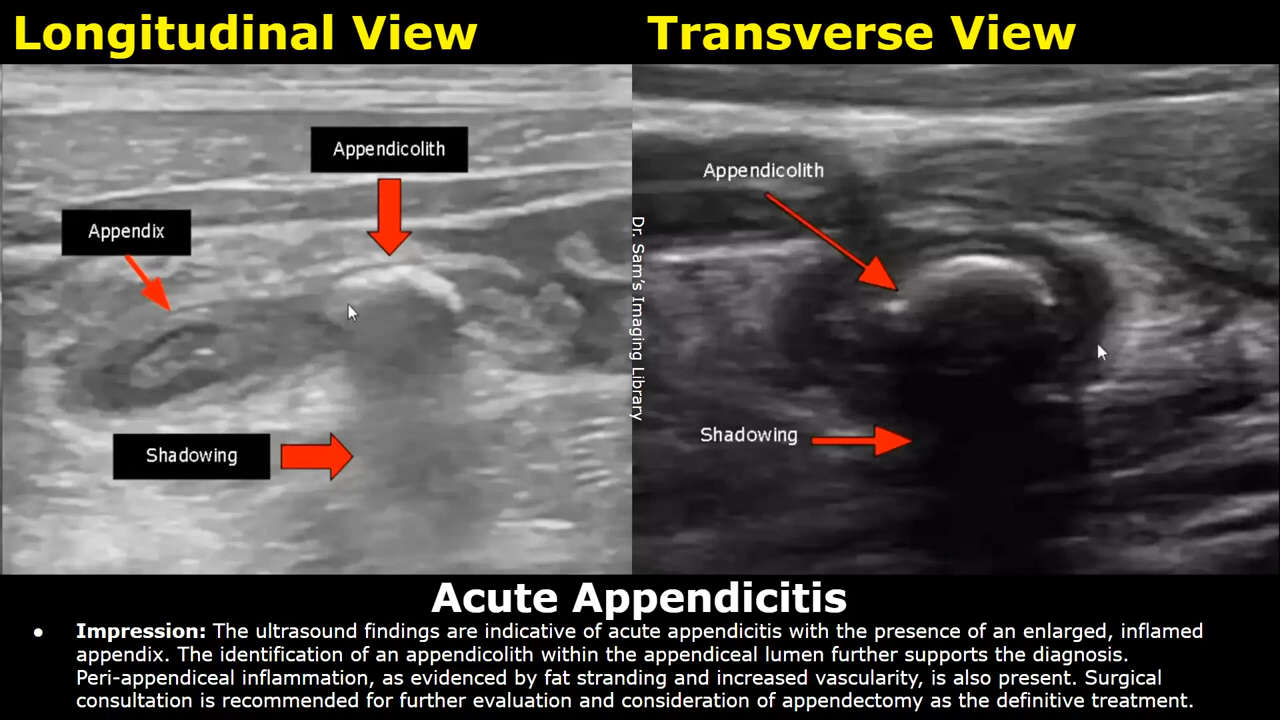 Longitudinal View
Transverse View
Appendicolith
Appendix
Shadowing
Appendicolith
Shadowing
Dr. Sam's Imaging Library
Acute Appendicitis
● Impression: The ultrasound findings are indicative of acute appendicitis with the presence of an enlarged, inflamed
appendix. The identification of an appendicolith within the appendiceal lumen further supports the diagnosis.
Peri-appendiceal inflammation, as evidenced by fat stranding and increased vascularity, is also present. Surgical
consultation is recommended for further evaluation and consideration of appendectomy as the definitive treatment.